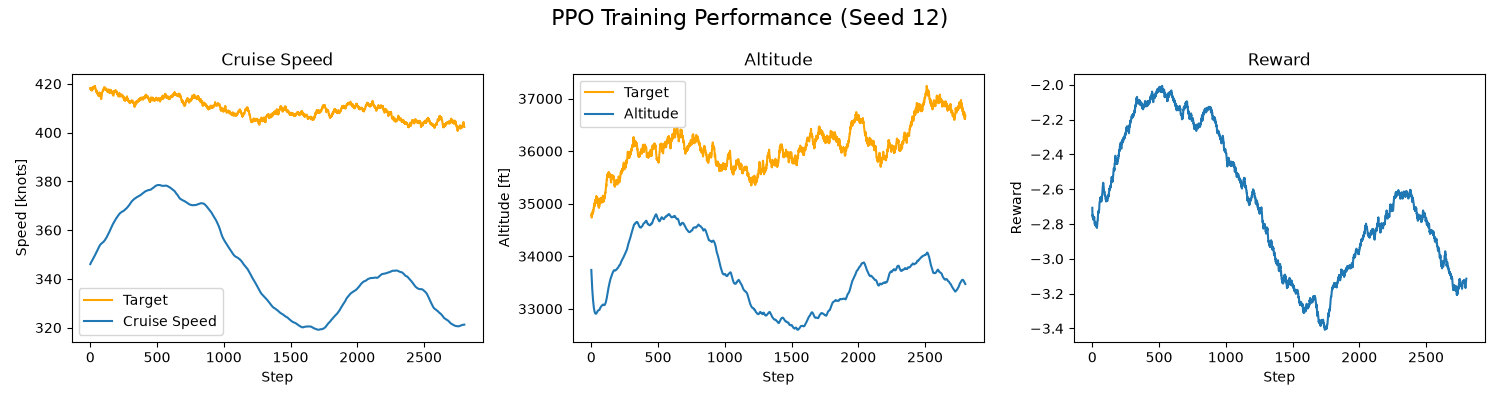 PPO Training Performance (Seed 12)
Cruise Speed
420
400
380
360
340
320
Speed [knots]
Target
Cruise Speed
0
500
1000
1500
2000
2500
Step
Altitude
37000
36000
35000
34000
33000
Altitude [ft]
Target
Altitude
0
500
1000
1500
2000
2500
Step
Reward
−2.0
−2.2
−2.4
−2.6
−2.8
−3.0
−3.2
−3.4
Reward
0
500
1000
1500
2000
2500
Step